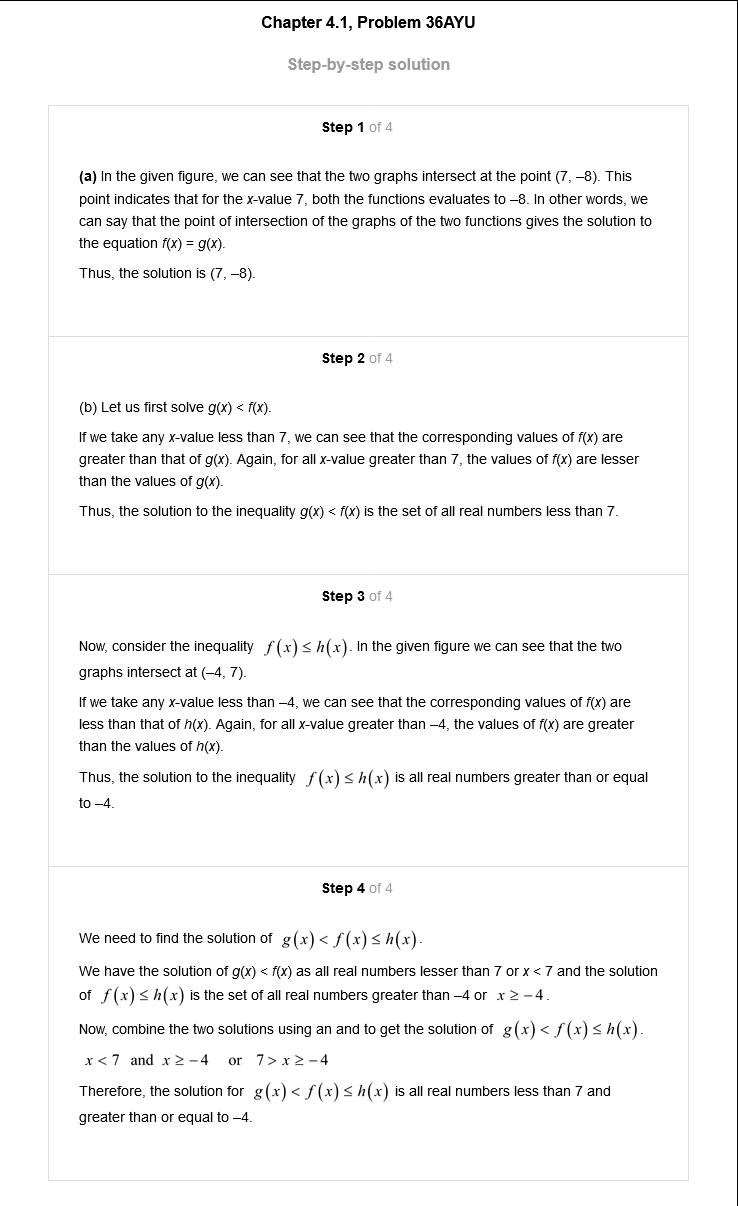 Chapter 4.1, Problem 36AYU
Step-by-step solution
Step 1 of 4
(a) In the given figure, we can see that the two graphs intersect at the point (7, –8). This
point indicates that for the x-value 7, both the functions evaluates to –8. In other words, we
can say that the point of intersection of the graphs of the two functions gives the solution to
the equation f(x) = g(x).
Thus, the solution is (7, –8).
Step 2 of 4
(b) Let us first solve g(x) < f(x).
If we take any x-value less than 7, we can see that the corresponding values of f(x) are
greater than that of g(x). Again, for all x-value greater than 7, the values of f(x) are lesser
than the values of g(x).
Thus, the solution to the inequality g(x) < f(x) is the set of all real numbers less than 7.
Step 3 of 4
Now, consider the inequality f(x) ≤ h(x). In the given figure we can see that the two
graphs intersect at (–4, 7).
If we take any x-value less than –4, we can see that the corresponding values of f(x) are
less than that of h(x). Again, for all x-value greater than –4, the values of f(x) are greater
than the values of h(x).
Thus, the solution to the inequality f(x) ≤ h(x) is all real numbers greater than or equal
to –4.
Step 4 of 4
We need to find the solution of g(x) < f(x) ≤ h(x).
We have the solution of g(x) < f(x) as all real numbers lesser than 7 or x < 7 and the solution
of f(x) ≤ h(x) is the set of all real numbers greater than –4 or x ≥ −4.
Now, combine the two solutions using an and to get the solution of g(x) < f(x) ≤ h(x).
x < 7 and x ≥ −4 or 7 > x ≥ −4
Therefore, the solution for g(x) < f(x) ≤ h(x) is all real numbers less than 7 and
greater than or equal to –4.